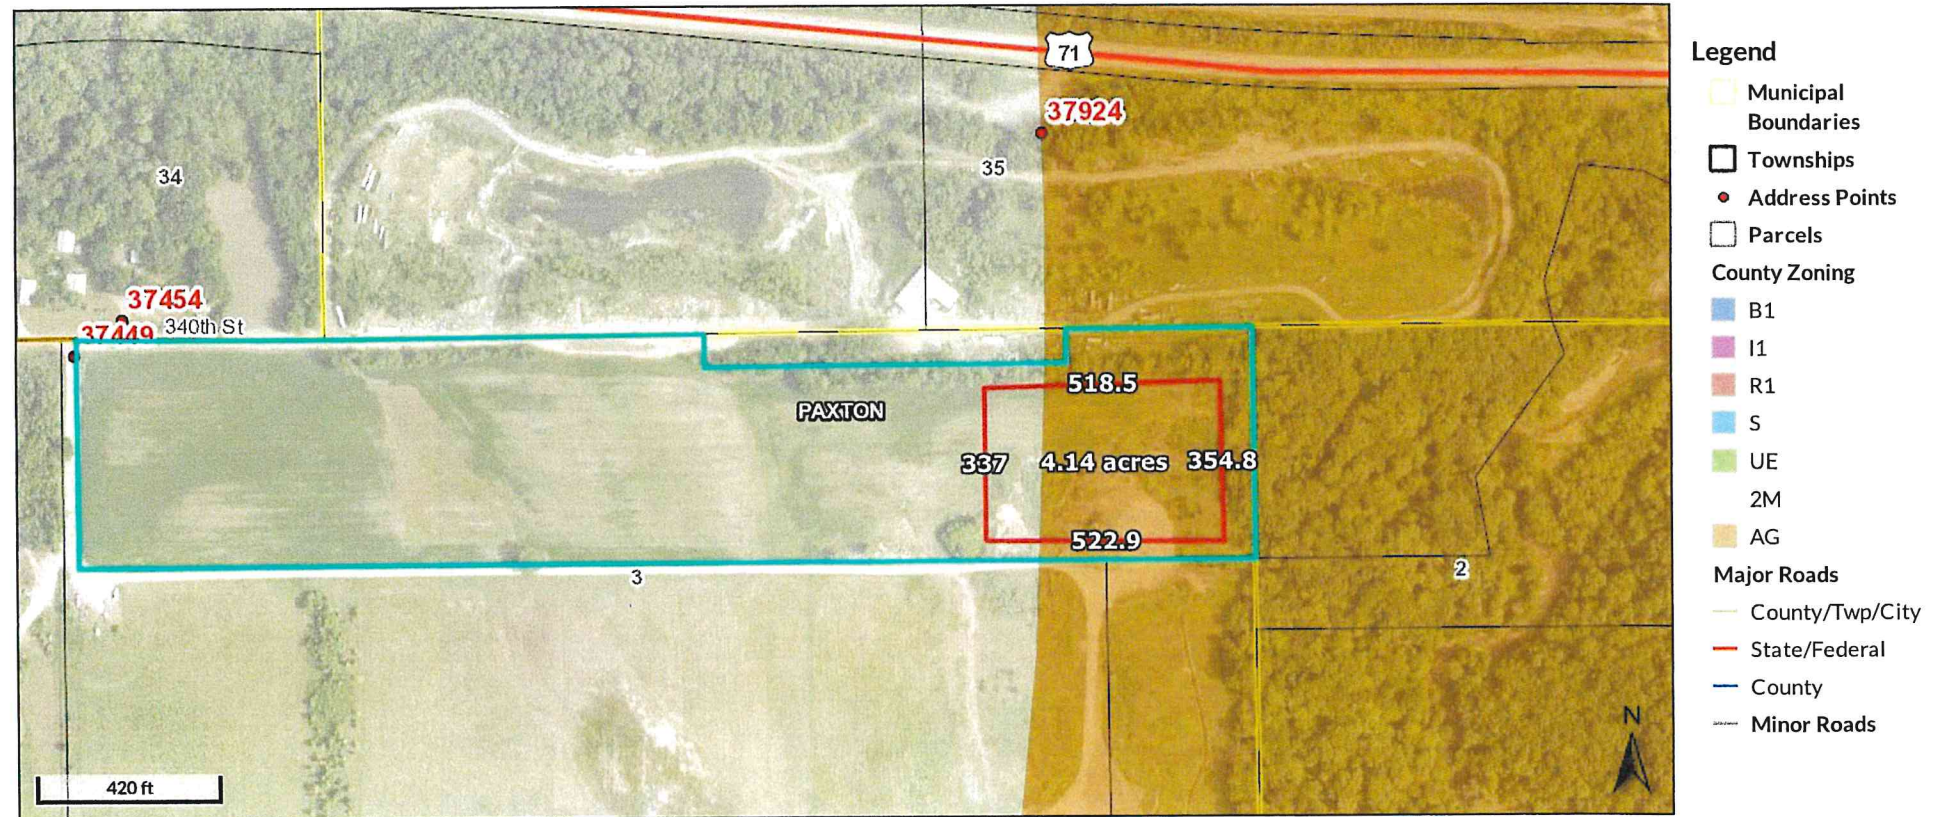 71
37924
34
35
37454
37449
340th St
518.5
PAXTON
337
4.14 acres
354.8
522.9
3
2
420 ft
N
Legend
Municipal
Boundaries
Townships
Address Points
Parcels
County Zoning
B1
I1
R1
S
UE
2M
AG
Major Roads
County/Twp/City
State/Federal
County
Minor Roads